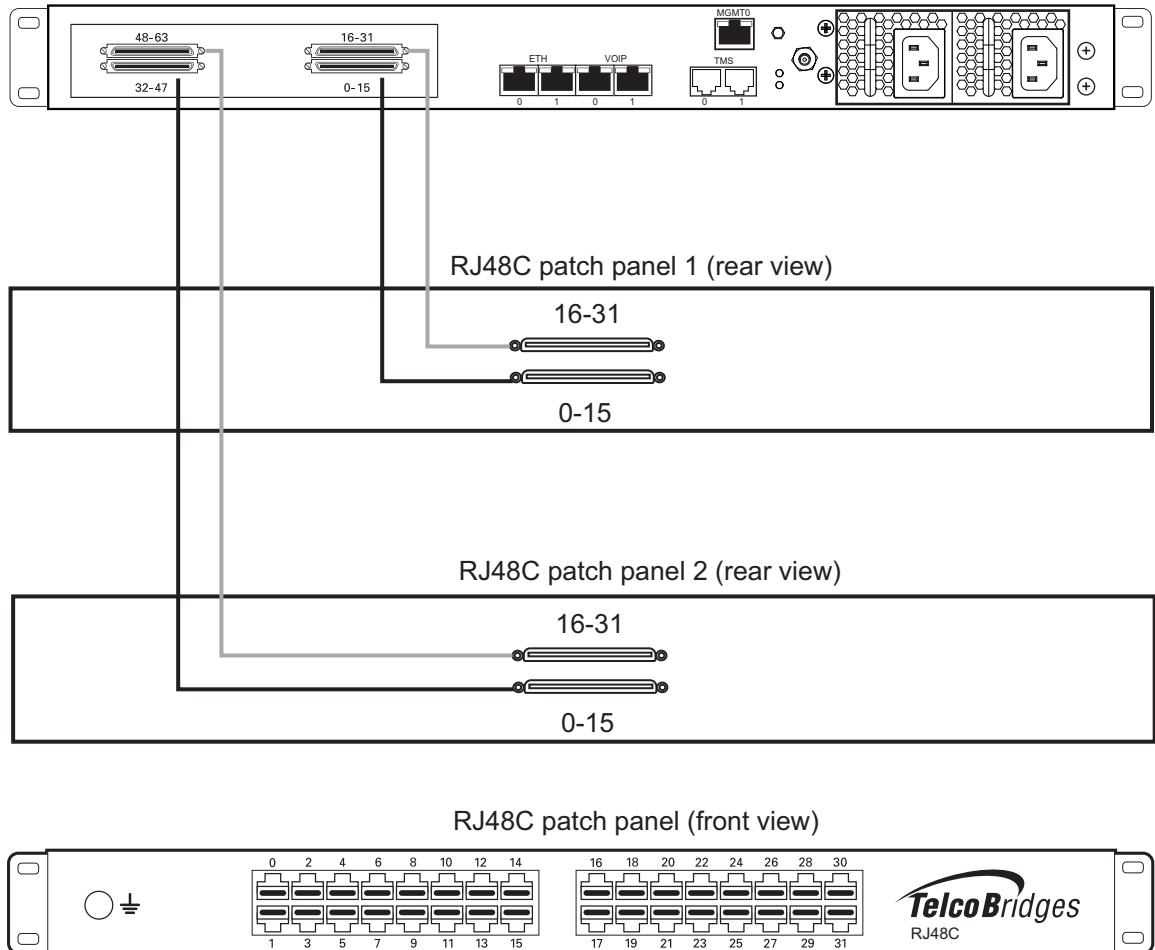 MGMT0
48-63
16-31
ETH VOIP TMS
32-47
0-15
0 1 0 1 0 1
RJ48C patch panel 1 (rear view)
16-31
0-15
RJ48C patch panel 2 (rear view)
16-31
0-15
RJ48C patch panel (front view)
0 2 4 6 8 10 12 14 16 18 20 22 24 26 28 30
TelcoBridges
RJ48C
1 3 5 7 9 11 13 15 17 19 21 23 25 27 29 31